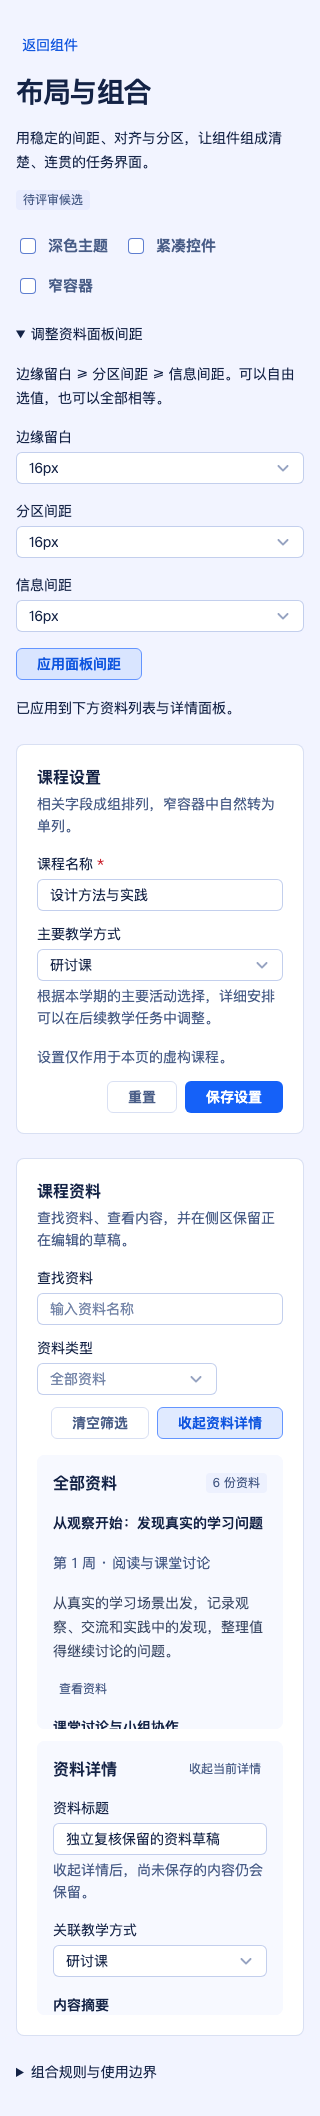 返回组件
布局与组合
用稳定的间距、对齐与分区，让组件组成清
楚、连贯的任务界面。
待评审候选
深色主题 紧凑控件
窄容器
▼ 调整资料面板间距
边缘留白 ⩾ 分区间距 ⩾ 信息间距。可以自由
选值，也可以全部相等。
边缘留白
16px
分区间距
16px
信息间距
16px
应用面板间距
已应用到下方资料列表与详情面板。
课程设置
相关字段成组排列，窄容器中自然转为
单列。
课程名称 *
设计方法与实践
主要教学方式
研讨课
根据本学期的主要活动选择，详细安排
可以在后续教学任务中调整。
设置仅作用于本页的虚构课程。
重置 保存设置
课程资料
查找资料、查看内容，并在侧区保留正
在编辑的草稿。
查找资料
输入资料名称
资料类型
全部资料
清空筛选 收起资料详情
全部资料 6 份资料
从观察开始：发现真实的学习问题
第 1 周 · 阅读与课堂讨论
从真实的学习场景出发，记录观
察、交流和实践中的发现，整理值
得继续讨论的问题。
查看资料
课堂讨论与小组协作
资料详情 收起当前详情
资料标题
独立复核保留的资料草稿
收起详情后，尚未保存的内容仍会
保留。
关联教学方式
研讨课
内容摘要
▶ 组合规则与使用边界